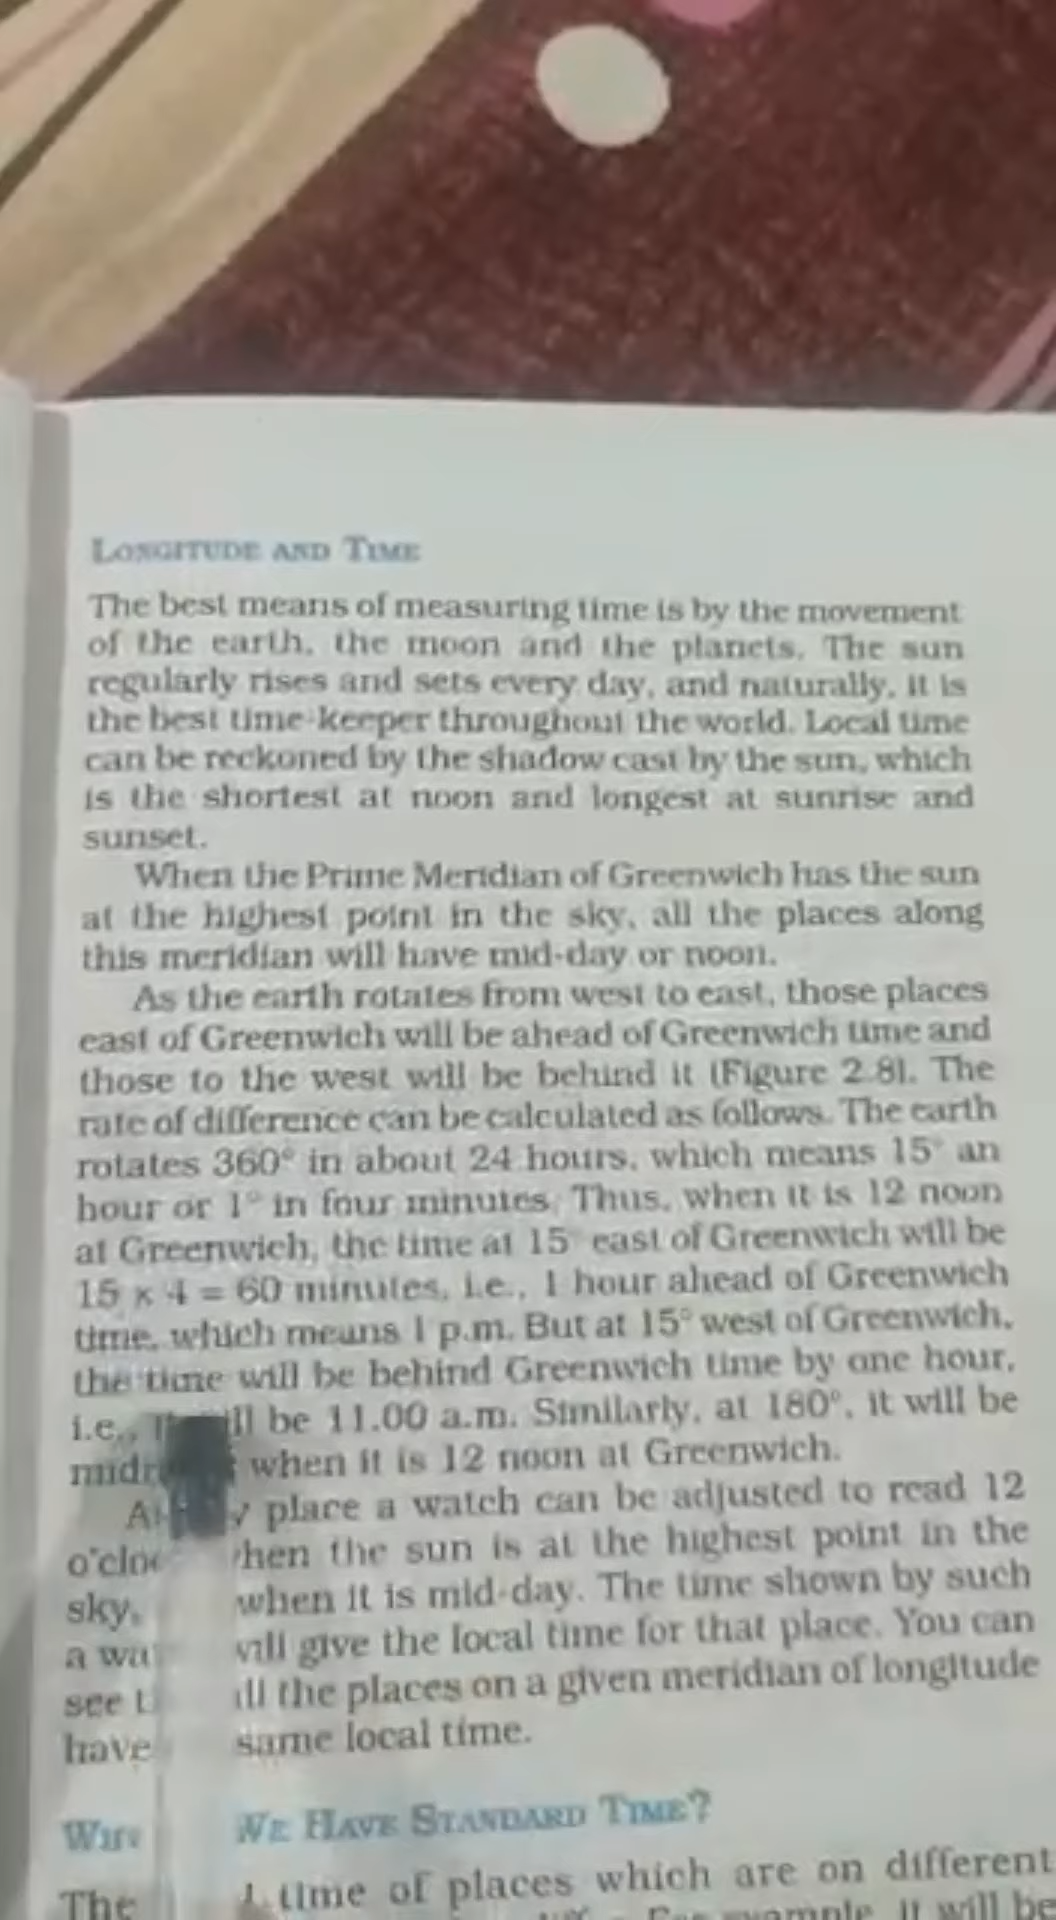 LONGITUDE AND TIME
The best means of measuring time is by the movement
of the earth, the moon and the planets. The sun
regularly rises and sets every day, and naturally, it is
the best time-keeper throughout the world. Local time
can be reckoned by the shadow cast by the sun, which
is the shortest at noon and longest at sunrise and
sunset.
When the Prime Meridian of Greenwich has the sun
at the highest point in the sky, all the places along
this meridian will have mid-day or noon.
As the earth rotates from west to east, those places
east of Greenwich will be ahead of Greenwich time and
those to the west will be behind it (Figure 2.8). The
rate of difference can be calculated as follows. The earth
rotates 360° in about 24 hours, which means 15° an
hour or 1° in four minutes. Thus, when it is 12 noon
at Greenwich, the time at 15° east of Greenwich will be
15 × 4 = 60 minutes, i.e., 1 hour ahead of Greenwich
time, which means 1 p.m. But at 15° west of Greenwich,
the time will be behind Greenwich time by one hour,
i.e., be 11.00 a.m. Similarly, at 180°, it will be
when it is 12 noon at Greenwich.
place a watch can be adjusted to read 12
the sun is at the highest point in the
sky, when it is mid-day. The time shown by such
a give the local time for that place. You can
see the places on a given meridian of longitude
have same local time.
WE HAVE STANDARD TIME?
The time of places which are on different
it will be